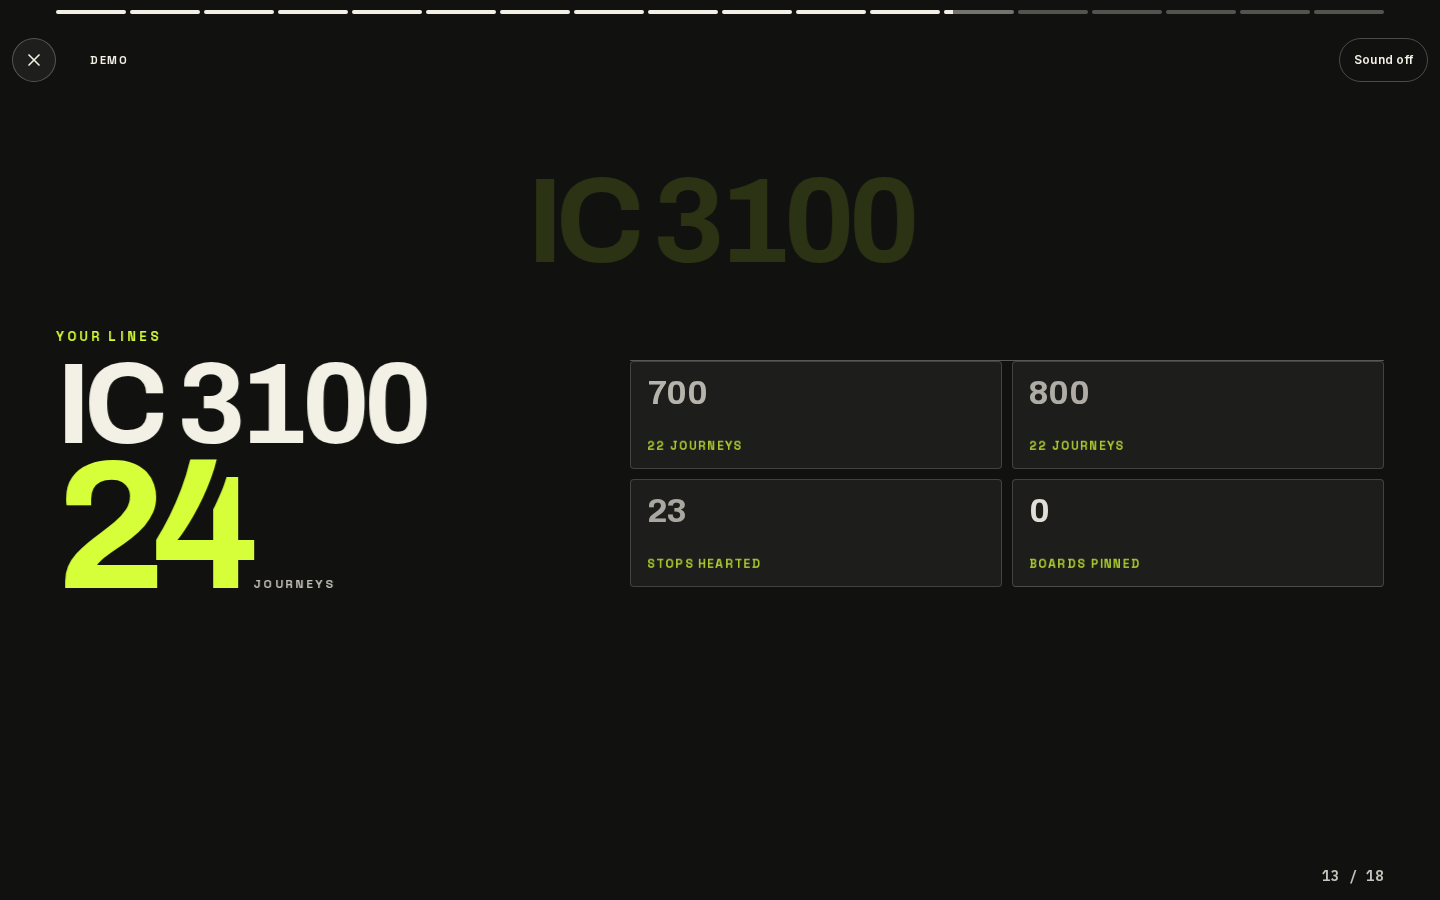 DEMO
Sound off
IC 3100
YOUR LINES
IC 3100
24 JOURNEYS
700
22 JOURNEYS
800
22 JOURNEYS
23
STOPS HEARTED
0
BOARDS PINNED
13 / 18